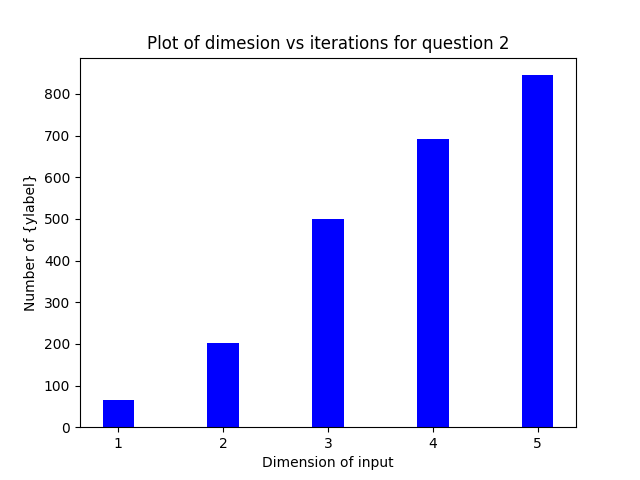 Plot of dimesion vs iterations for question 2
800
700
600
500
400
300
200
100
0
Number of {ylabel}
1 2 3 4 5
Dimension of input